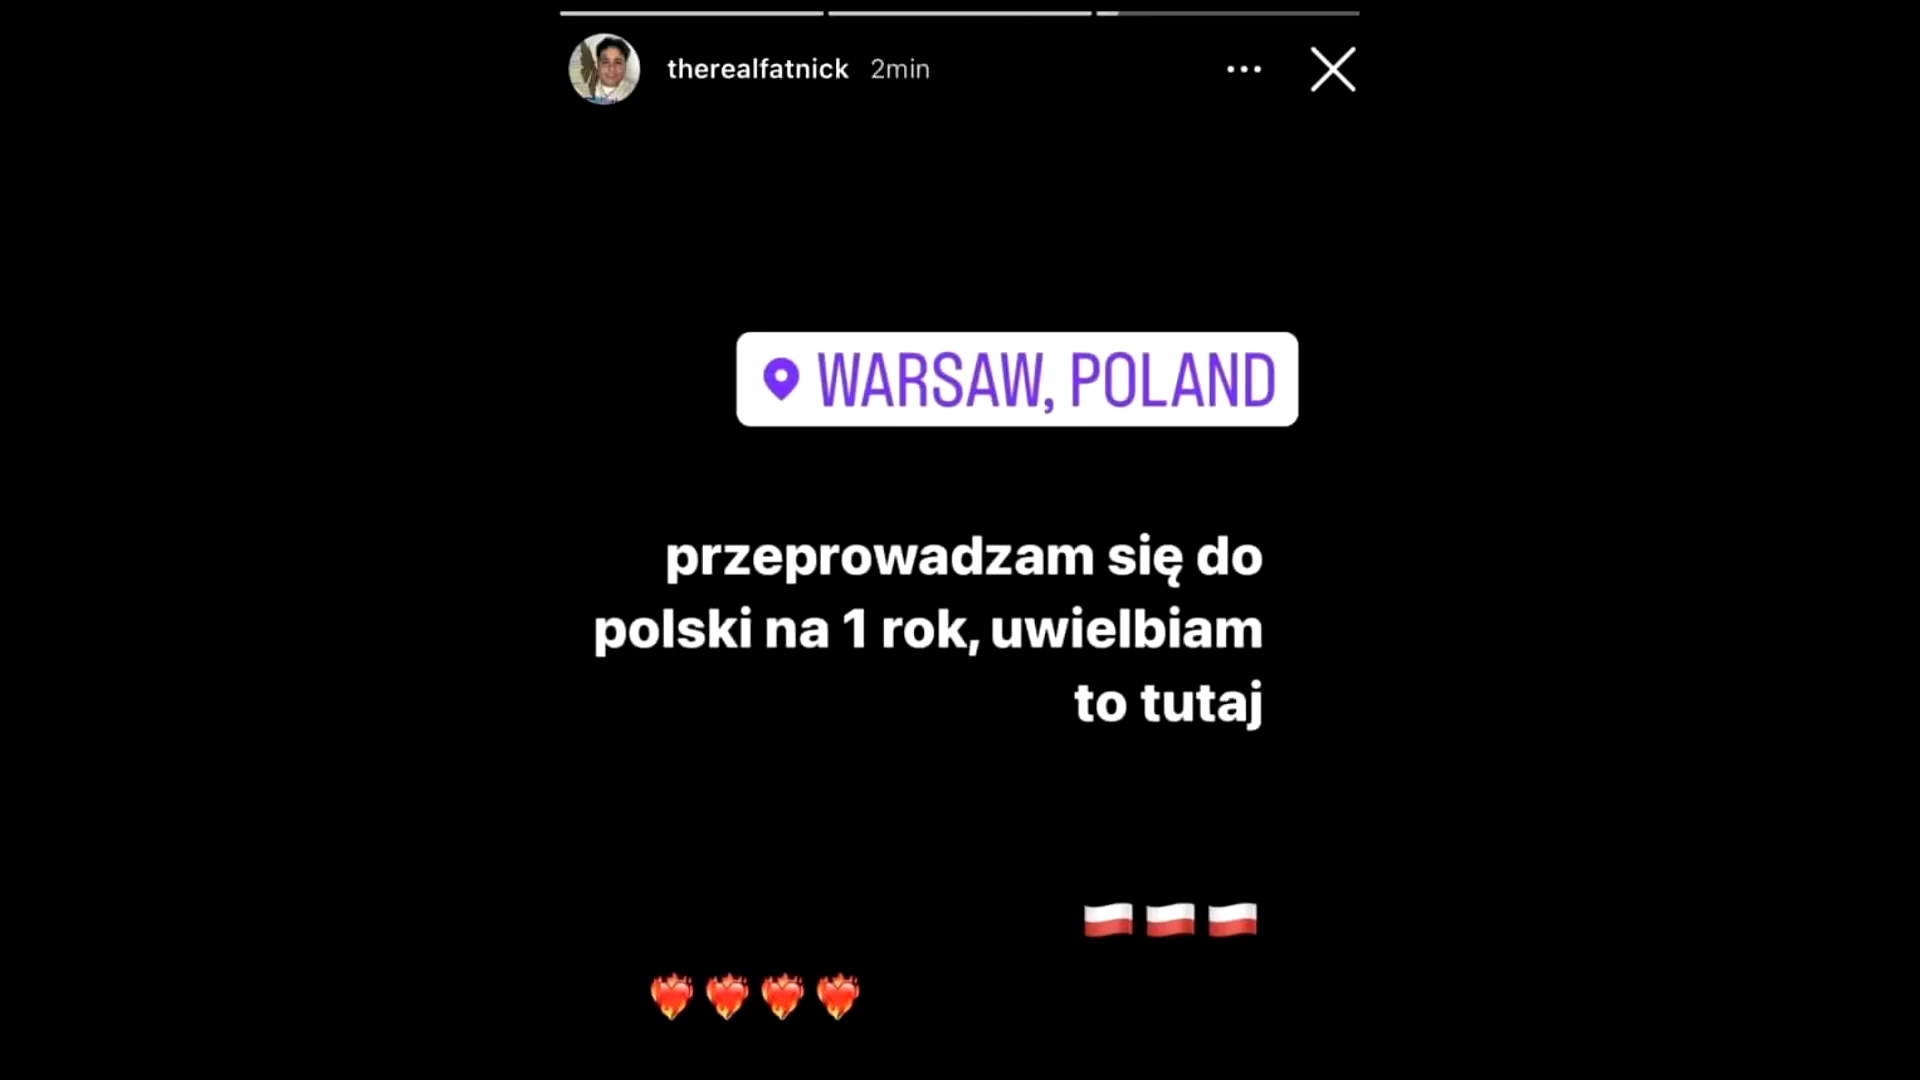 therealfatnick 2min
WARSAW, POLAND
przeprowadzam się do
polski na 1 rok, uwielbiam
to tutaj
🇵🇱 🇵🇱 🇵🇱
❤️‍🔥❤️‍🔥❤️‍🔥❤️‍🔥